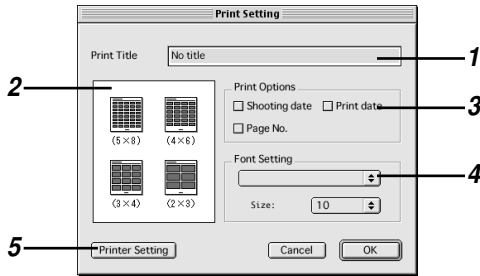 Print Setting
Print Title No title
1
2
Print Options
Shooting date Print date
3
Page No.
(5×8) (4×6)
Font Setting
4
Size: 10
(3×4) (2×3)
5
Printer Setting Cancel OK